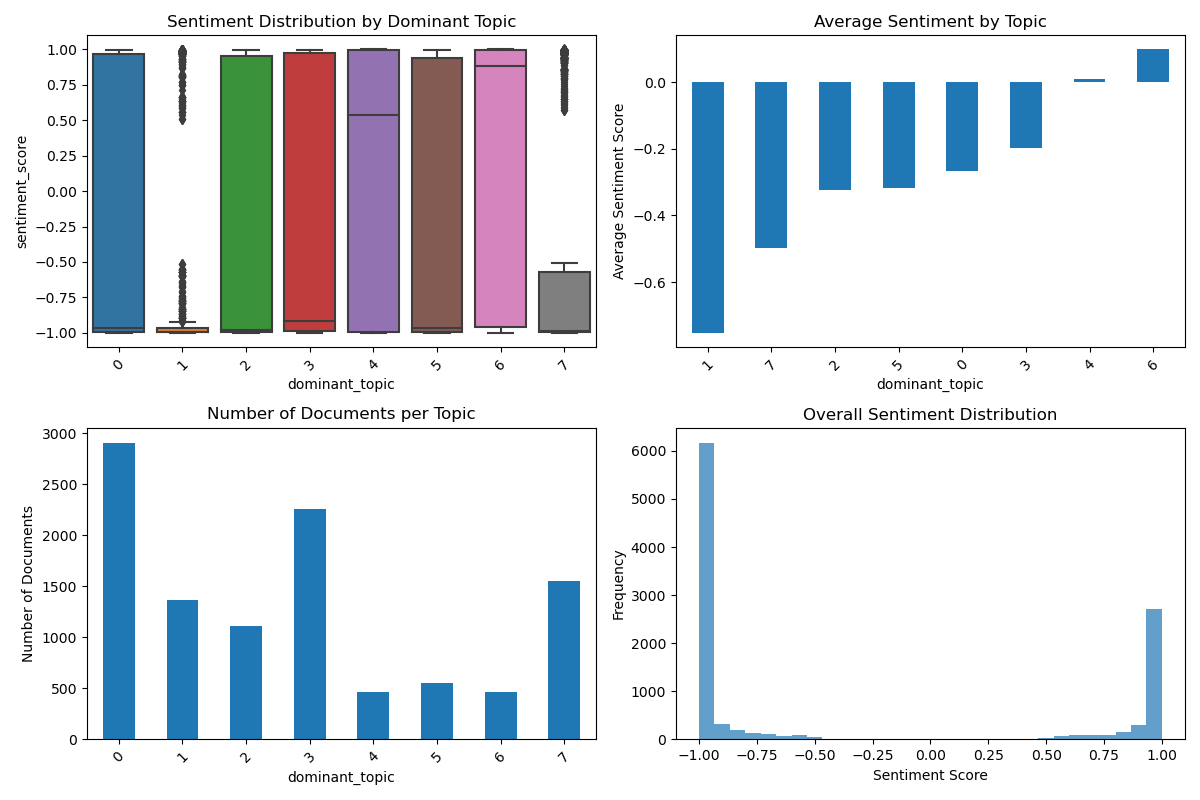 Sentiment Distribution by Dominant Topic
sentiment_score
1.00
0.75
0.50
0.25
0.00
−0.25
−0.50
−0.75
−1.00
0 1 2 3 4 5 6 7
dominant_topic
Average Sentiment by Topic
Average Sentiment Score
0.0
−0.2
−0.4
−0.6
1 7 2 5 0 3 4 6
dominant_topic
Number of Documents per Topic
Number of Documents
3000
2500
2000
1500
1000
500
0
0 1 2 3 4 5 6 7
dominant_topic
Overall Sentiment Distribution
Frequency
6000
5000
4000
3000
2000
1000
0
−1.00 −0.75 −0.50 −0.25 0.00 0.25 0.50 0.75 1.00
Sentiment Score